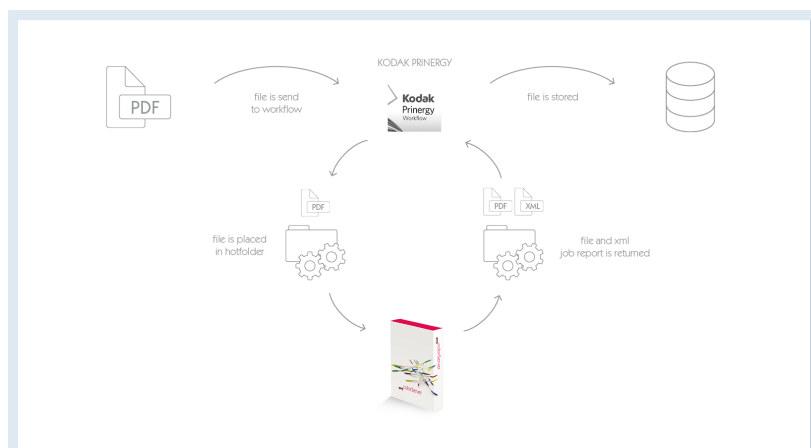 KODAK PRINERGY
PDF
file is send
to workflow
Kodak
Prinergy
Workflow
file is stored
PDF
file is placed
in hotfolder
PDF
XML
file and xml
job report is returned